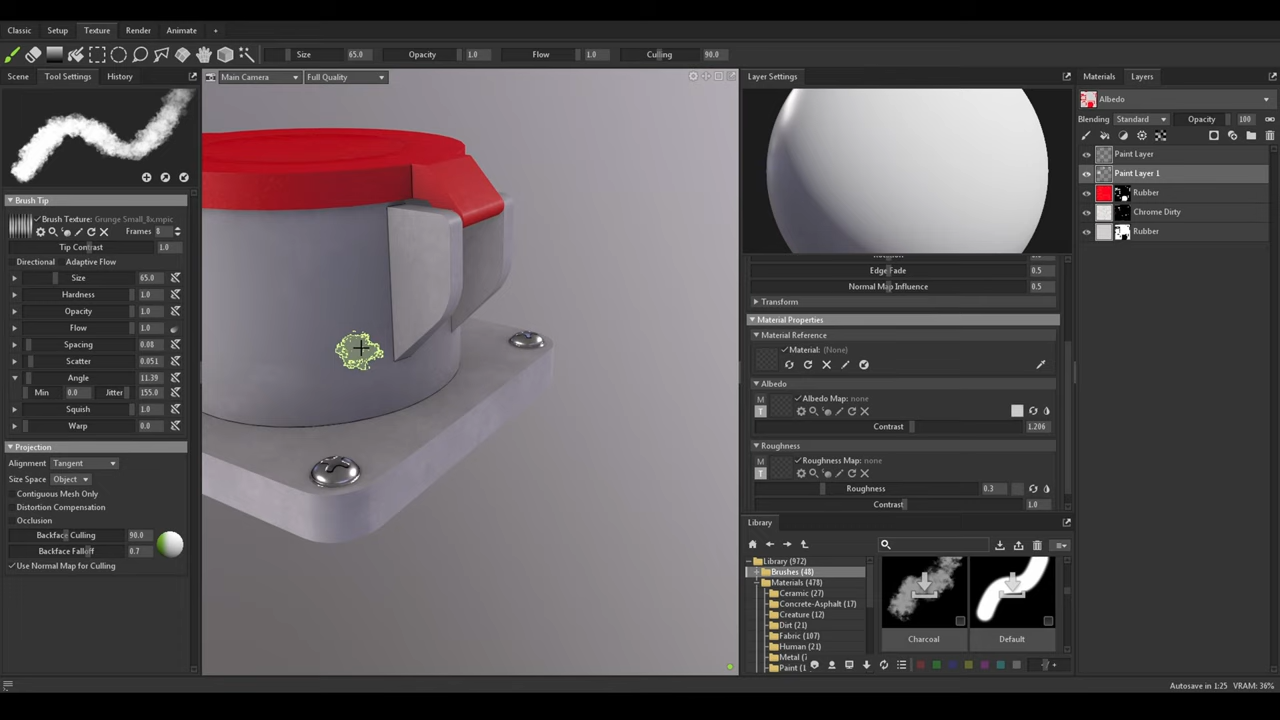 Classic Setup Texture Render Animate +
Size 65.0 Opacity 1.0 Flow 1.0 Culling 90.0
Scene Tool Settings History
Main Camera Full Quality
Layer Settings
Materials Layers
Albedo
Blending Standard Opacity 100
Paint Layer
Paint Layer 1
Rubber
Chrome Dirty
Rubber
Brush Tip
Brush Texture: Grunge Small_8x.mpic
Frames 8
Tip Contrast 1.0
Directional Adaptive Flow
Size 65.0
Hardness 1.0
Opacity 1.0
Flow 1.0
Spacing 0.08
Scatter 0.051
Angle 11.39
Min 0.0 Jitter 155.0
Squish 1.0
Warp 0.0
Projection
Alignment Tangent
Size Space Object
Contiguous Mesh Only
Distortion Compensation
Occlusion
Backface Culling 90.0
Backface Falloff 0.7
Use Normal Map for Culling
0.5
Edge Fade 0.5
Normal Map Influence 0.5
Transform
Material Properties
Material Reference
Material: (None)
Albedo
M Albedo Map: none
T
Contrast 1.206
Roughness
M Roughness Map: none
T
Roughness 0.3
Contrast 1.0
Library
Library (972)
Brushes (48)
Materials (478)
Ceramic (27)
Concrete-Asphalt (17)
Creature (12)
Dirt (21)
Fabric (107)
Human (21)
Metal (7
Paint (1
Charcoal Default
Autosave in 1:25 VRAM: 36%